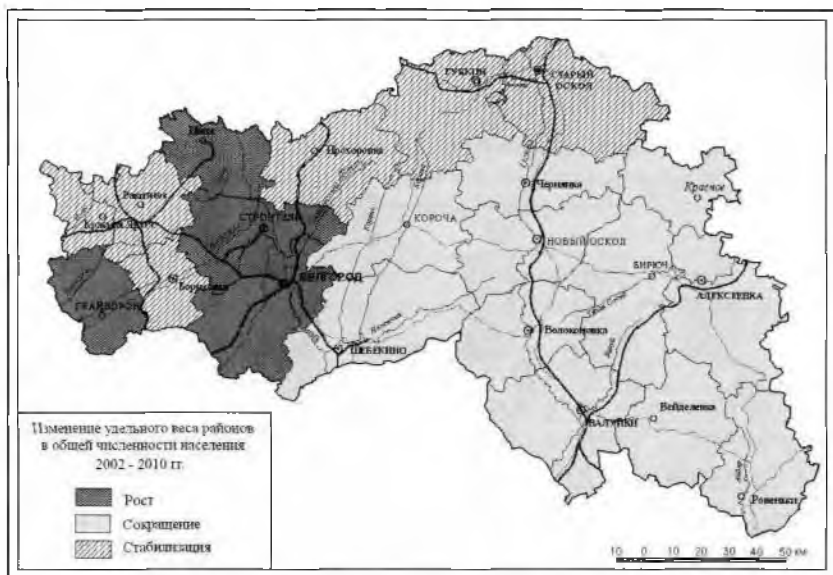 ГУБКИН
СТАРЫЙ
ОСКОЛ
Ивня
Прохоровка
Ракитное
Чернянка
Красное
СТРОИТЕЛЬ
КОРОЧА
НОВЫЙ ОСКОЛ
БИРЮЧ
БЕЛГОРОД
Борисовка
АЛЕКСЕЕВКА
ГРАЙВОРОН
Волоконовка
ШЕБЕКИНО
ВАЛУЙКИ
Вейделевка
Ровеньки
Изменение удельного веса районов
в общей численности населения
2002 - 2010 гг.
Рост
Сокращение
Стабилизация
10 0 10 20 30 40 50 км